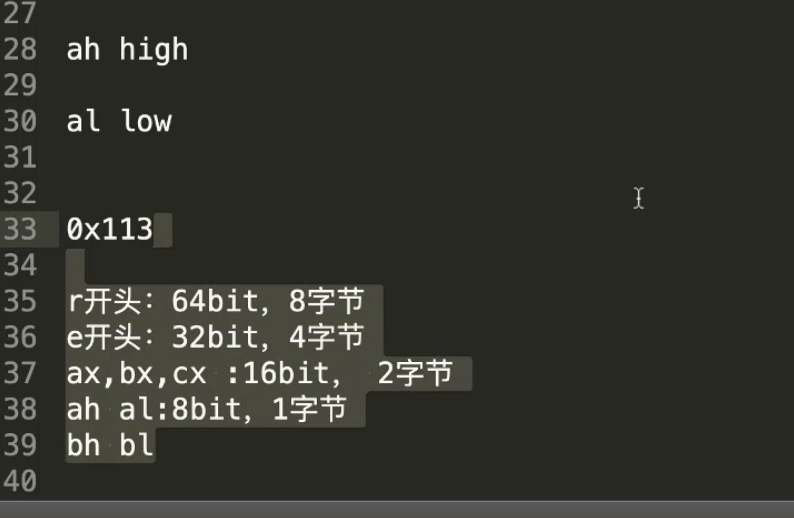 27
28 ah high
29
30 al low
31
32
33 0x113
34
35 r开头：64bit，8字节
36 e开头：32bit，4字节
37 ax,bx,cx :16bit， 2字节
38 ah al:8bit，1字节
39 bh bl
40